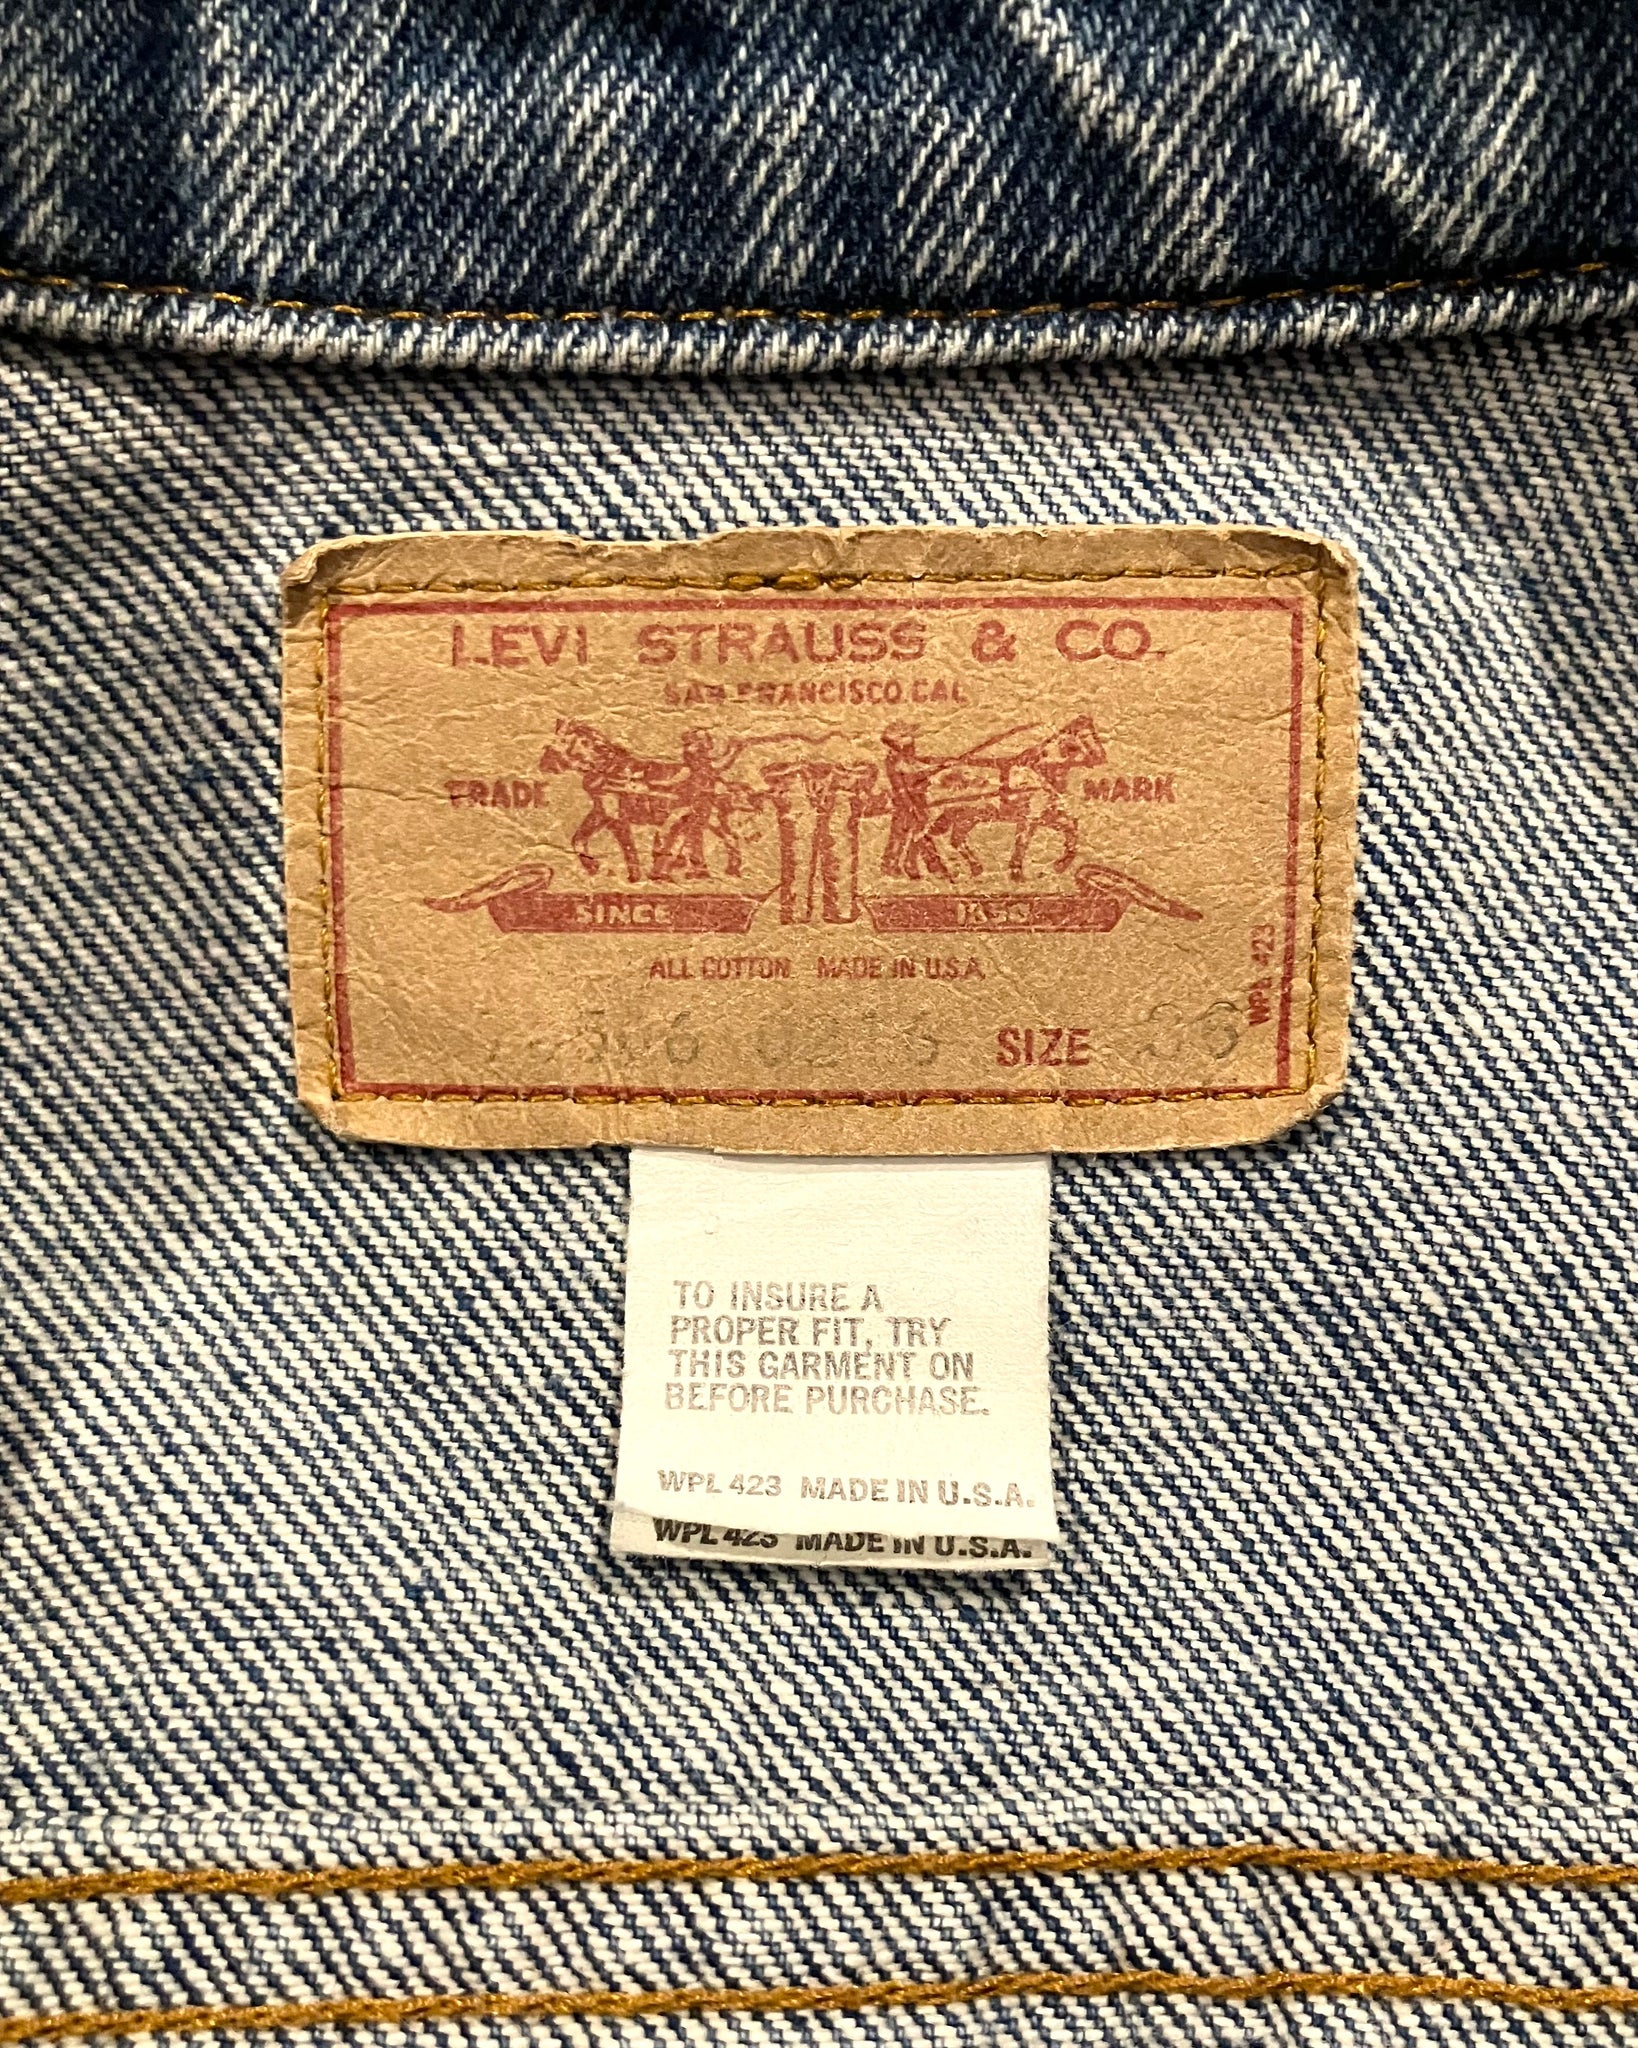 LEVI STRAUSS & CO.
SAN FRANCISCO, CAL
TRADE MARK
SINCE 1850
ALL COTTON MADE IN U.S.A.
SIZE
WPL 423
TO INSURE A
PROPER FIT, TRY
THIS GARMENT ON
BEFORE PURCHASE.
WPL 423 MADE IN U.S.A.
WPL 423 MADE IN U.S.A.